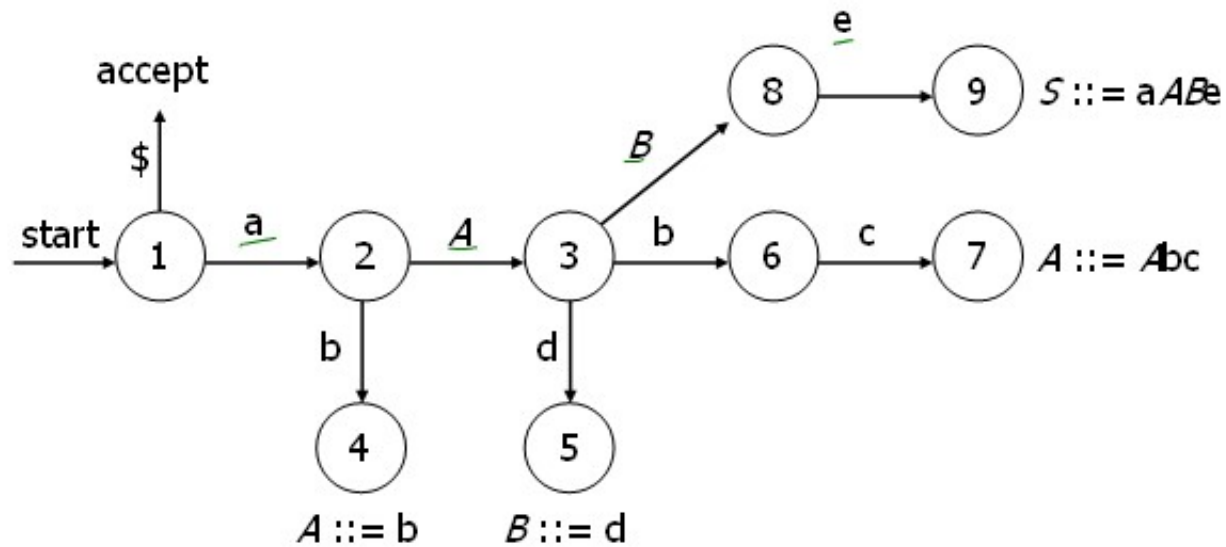 e
accept
8
9
S ::= aABe
B
$
start
a
A
b
c
1
2
3
6
7
A ::= Abc
b
d
4
5
A ::= b
B ::= d